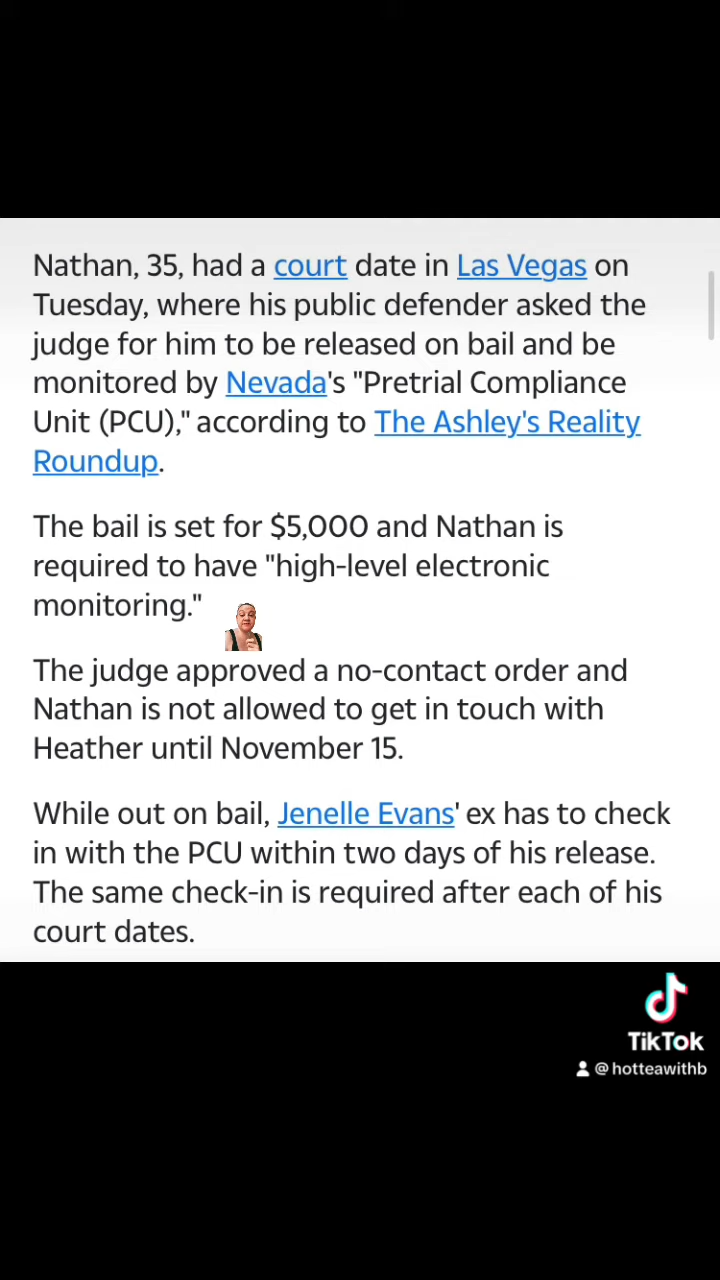 Nathan, 35, had a court date in Las Vegas on
Tuesday, where his public defender asked the
judge for him to be released on bail and be
monitored by Nevada's "Pretrial Compliance
Unit (PCU)," according to The Ashley's Reality
Roundup.
The bail is set for $5,000 and Nathan is
required to have "high-level electronic
monitoring."
The judge approved a no-contact order and
Nathan is not allowed to get in touch with
Heather until November 15.
While out on bail, Jenelle Evans' ex has to check
in with the PCU within two days of his release.
The same check-in is required after each of his
court dates.
TikTok
@hotteawithb